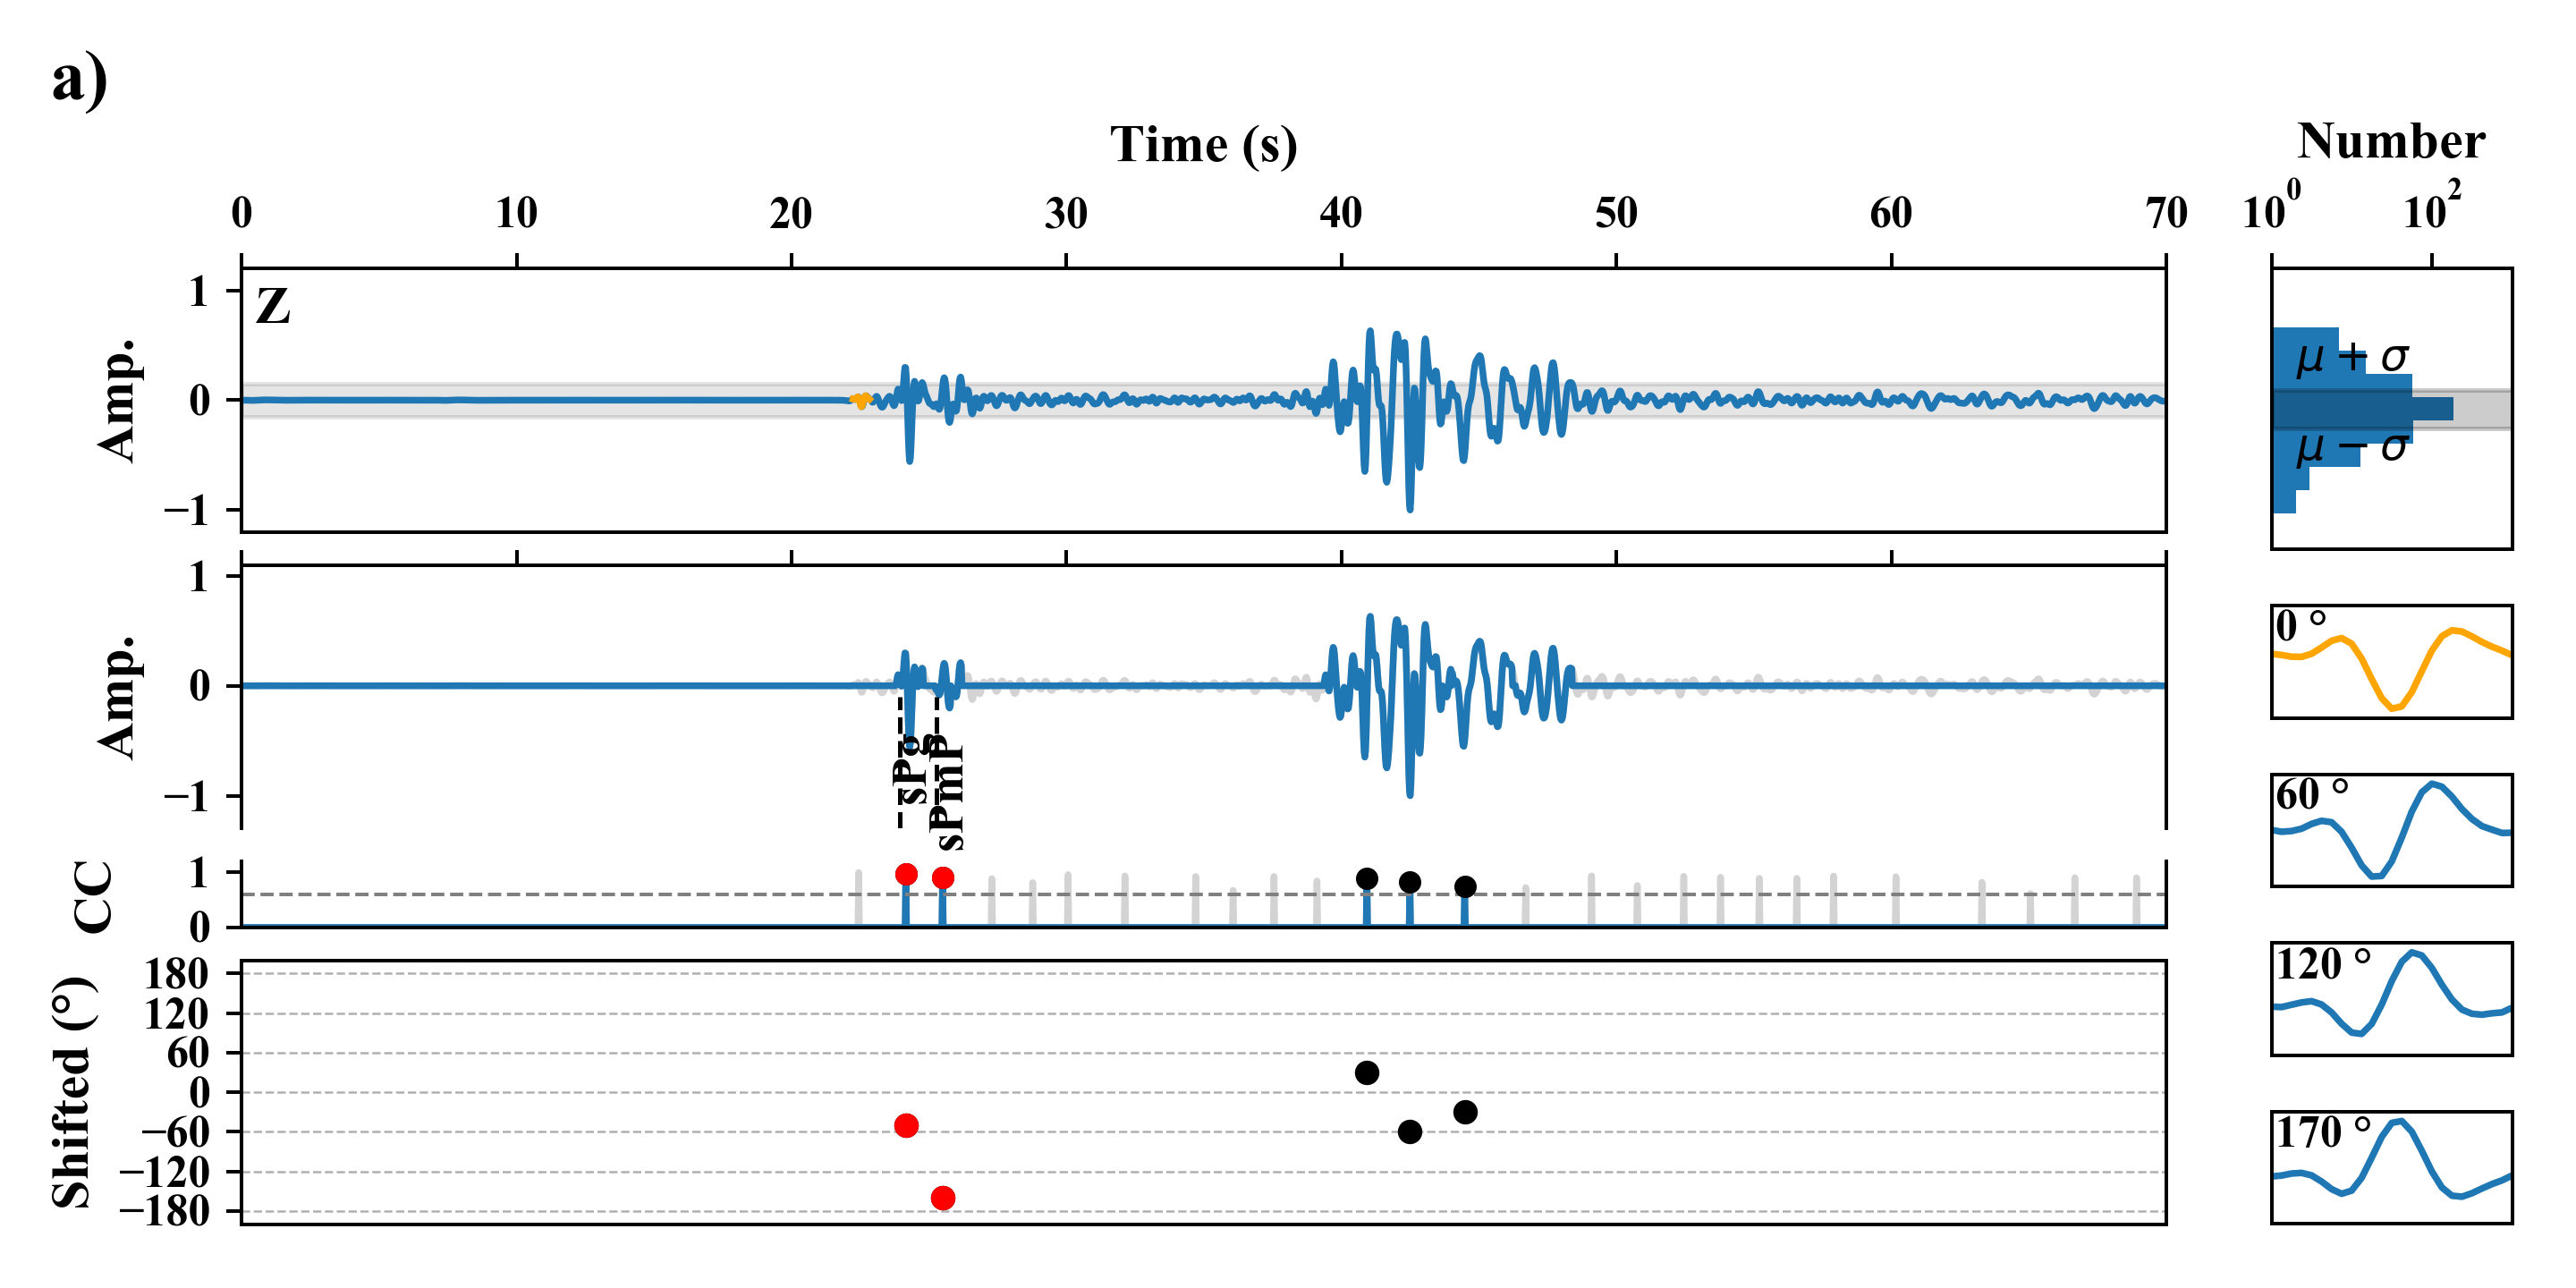 a)
Time (s)
Number
0 10 20 30 40 50 60 70
10^0 10^2
Amp.
1
0
−1
Z
μ + σ
μ − σ
Amp.
1
0
−1
sPg
sPmP
0 °
60 °
CC
1
0
120 °
Shifted (°)
180
120
60
0
−60
−120
−180
170 °